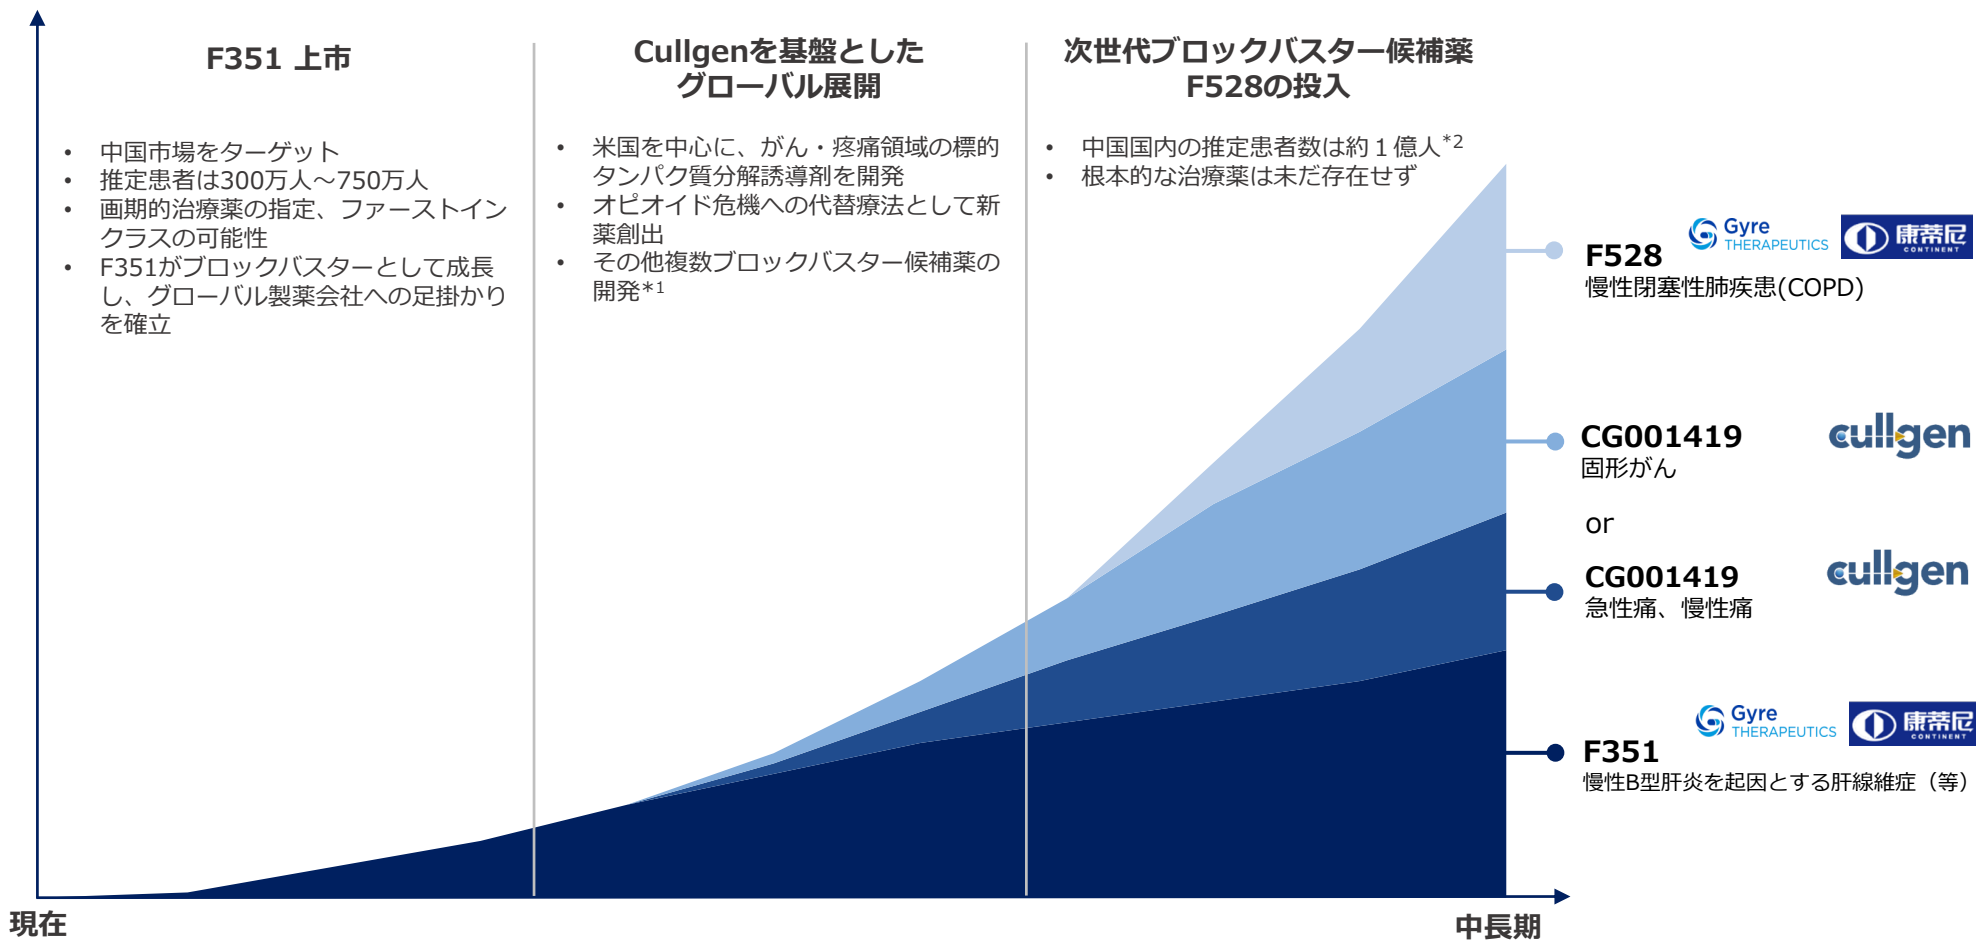 F351 上市
• 中国市場をターゲット
• 推定患者は300万人～750万人
• 画期的治療薬の指定、ファーストイン
クラスの可能性
• F351がブロックバスターとして成長
し、グローバル製薬会社への足掛かり
を確立
Cullgenを基盤とした
グローバル展開
• 米国を中心に、がん・疼痛領域の標的
タンパク質分解誘導剤を開発
• オピオイド危機への代替療法として新
薬創出
• その他複数ブロックバスター候補薬の
開発*1
次世代ブロックバスター候補薬
F528の投入
• 中国国内の推定患者数は約１億人*2
• 根本的な治療薬は未だ存在せず
Gyre
THERAPEUTICS
康蒂尼
CONTINENT
F528
慢性閉塞性肺疾患(COPD)
CG001419
固形がん
cullgen
or
CG001419
急性痛、慢性痛
cullgen
Gyre
THERAPEUTICS
康蒂尼
CONTINENT
F351
慢性B型肝炎を起因とする肝線維症（等）
現在
中長期